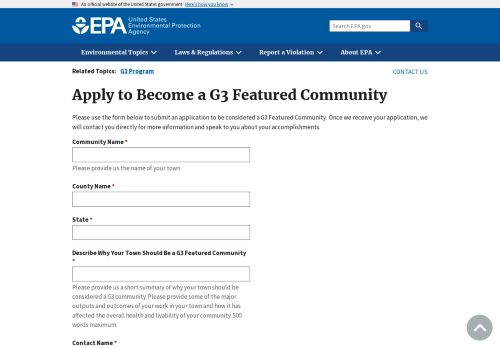 An official website of the United States government Here's how you know
EPA United States
Environmental Protection
Agency
Search EPA.gov
Environmental Topics Laws & Regulations Report a Violation About EPA
Related Topics: G3 Program
CONTACT US
Apply to Become a G3 Featured Community
Please use the form below to submit an application to be considered a G3 Featured Community. Once we receive your application, we
will contact you directly for more information and speak to you about your accomplishments.
Community Name *
Please provide us the name of your town
County Name *
State *
Describe Why Your Town Should Be a G3 Featured Community
*
Please provide us a short summary of why your town should be
considered a G3 community. Please provide some of the major
outputs and outcomes of your work in your town and how it has
affected the overall health and livability of your community. 500
words maximum.
Contact Name *